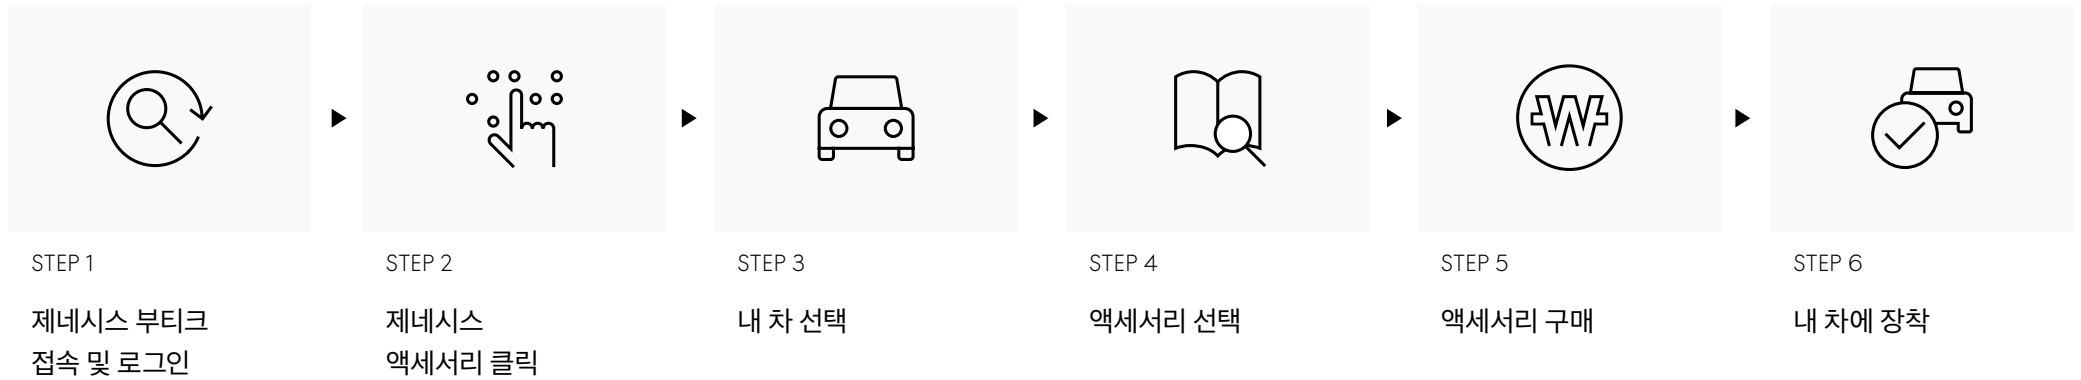 STEP 1
제네시스 부티크
접속 및 로그인
STEP 2
제네시스
액세서리 클릭
STEP 3
내 차 선택
STEP 4
액세서리 선택
STEP 5
액세서리 구매
STEP 6
내 차에 장착